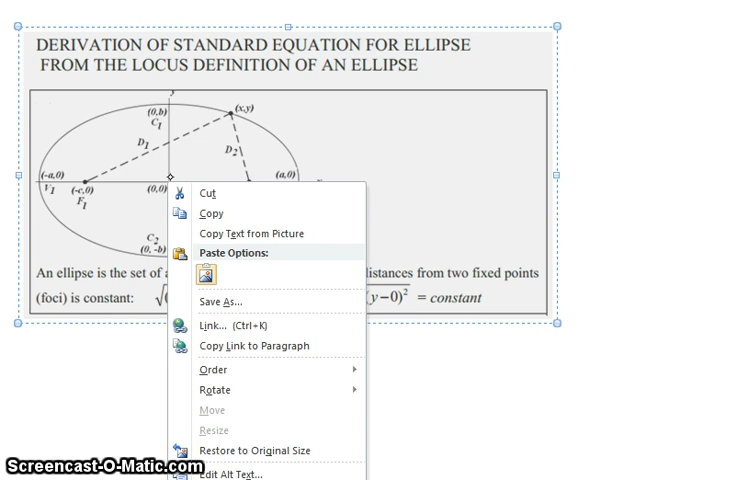 DERIVATION OF STANDARD EQUATION FOR ELLIPSE
FROM THE LOCUS DEFINITION OF AN ELLIPSE
y
(0,b)
C1
(x,y)
D1
D2
(-a,0)
V1
(-c,0)
F1
(0,0)
(a,0)
C2
(0, -b)
An ellipse is the set of
distances from two fixed points
(foci) is constant: √(
(y−0)² = constant
Cut
Copy
Copy Text from Picture
Paste Options:
Save As...
Link... (Ctrl+K)
Copy Link to Paragraph
Order
Rotate
Move
Resize
Restore to Original Size
Edit Alt Text...
Screencast-O-Matic.com